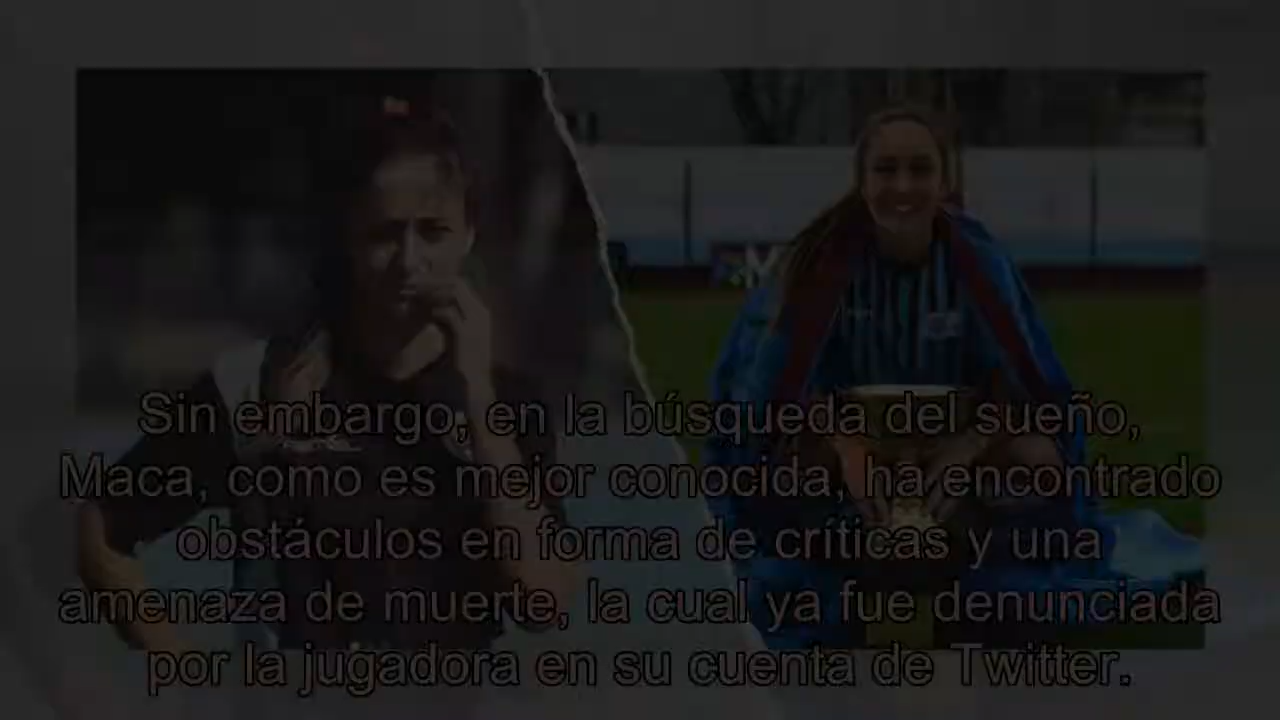 Sin embargo, en la búsqueda del sueño,
Maca, como es mejor conocida, ha encontrado
obstáculos en forma de críticas y una
amenaza de muerte, la cual ya fue denunciada
por la jugadora en su cuenta de Twitter.